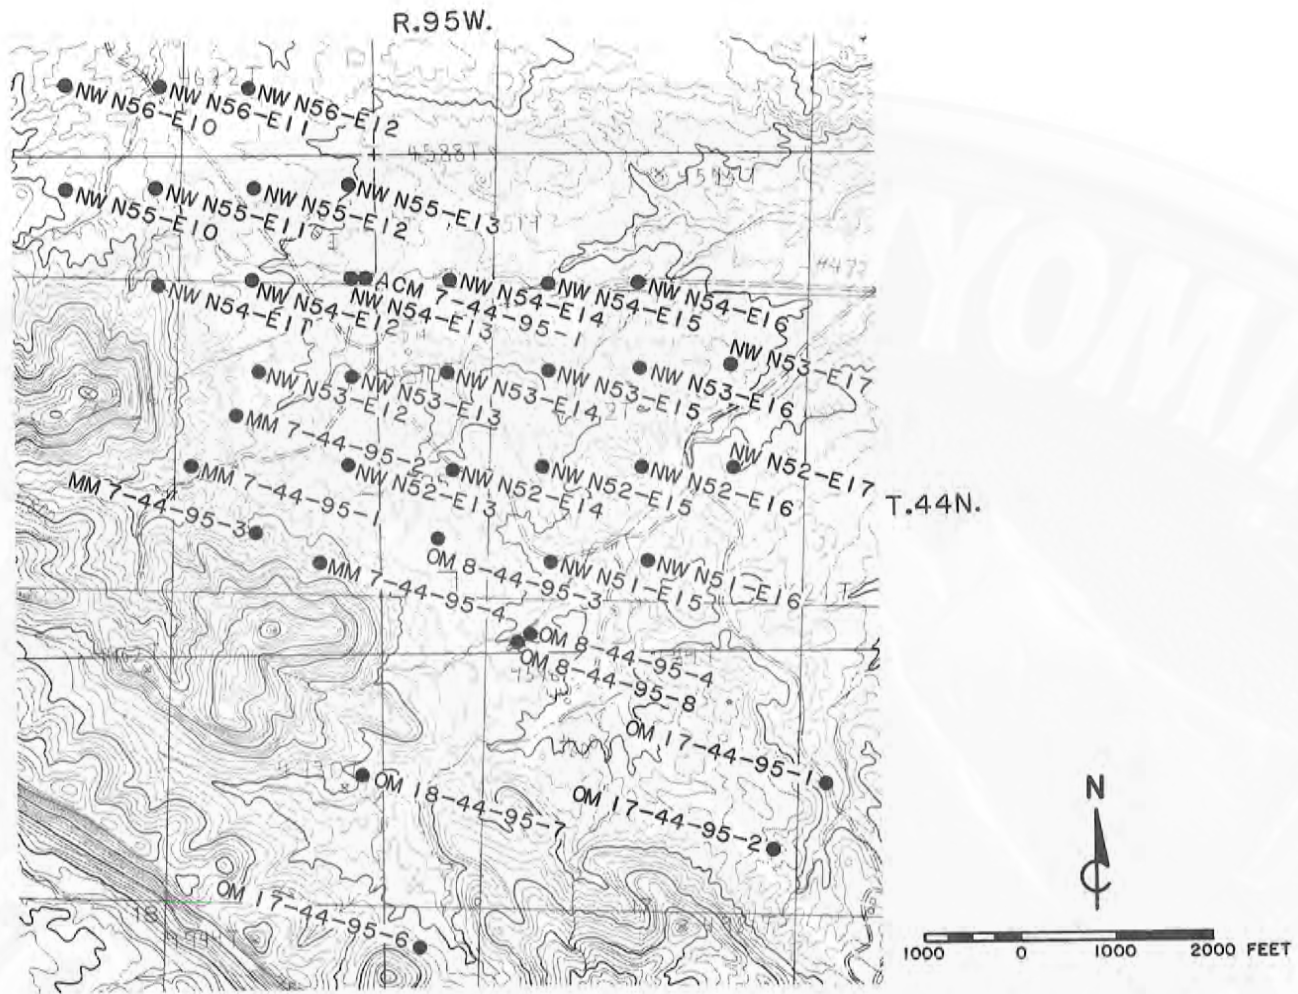 R.95W.
4622T
NW N56-E10
NW N56-E11
NW N56-E12
4588T
NW N55-E10
NW N55-E11
NW N55-E12
NW N55-E13
NW N54-E11
NW N54-E12
NW N54-E13
ACM 7-44-95-1
NW N54-E14
NW N54-E15
NW N54-E16
NW N53-E12
NW N53-E13
NW N53-E14
NW N53-E15
NW N53-E16
NW N53-E17
MM 7-44-95-2
MM 7-44-95-1
NW N52-E13
NW N52-E14
NW N52-E15
NW N52-E16
NW N52-E17
T.44N.
MM 7-44-95-3
MM 7-44-95-4
OM 8-44-95-3
NW N51-E15
NW N51-E16
OM 8-44-95-4
OM 8-44-95-8
OM 17-44-95-1
OM 18-44-95-7
OM 17-44-95-2
OM 17-44-95-6
18
N
1000 0 1000 2000 FEET
YOMI